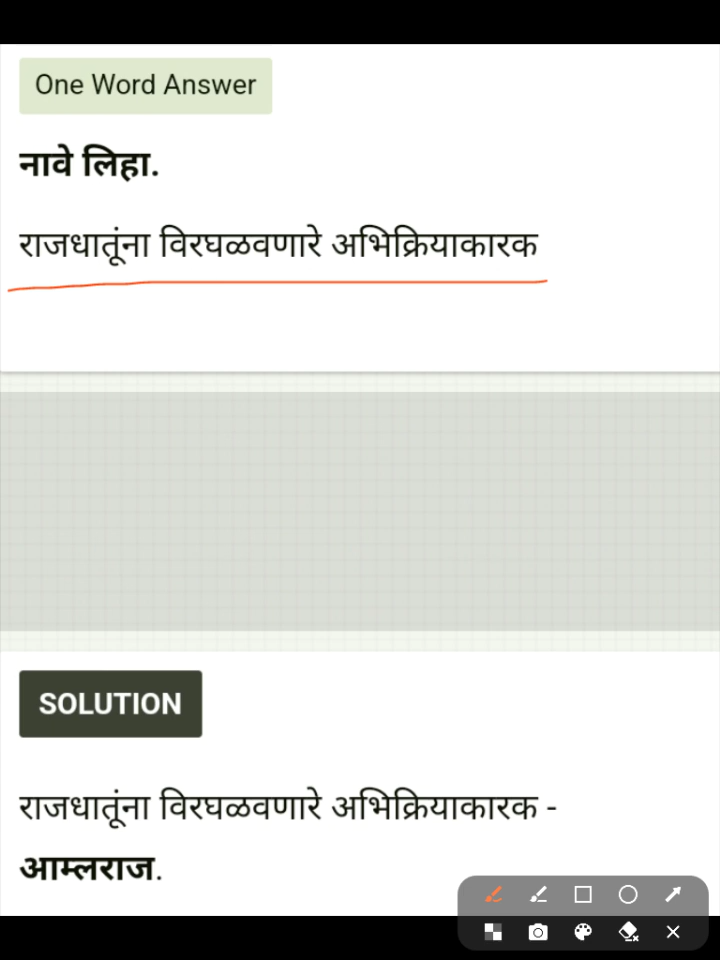 One Word Answer
नावे लिहा.
राजधातूंना विरघळवणारे अभिक्रियाकारक
SOLUTION
राजधातूंना विरघळवणारे अभिक्रियाकारक -
आम्लराज.